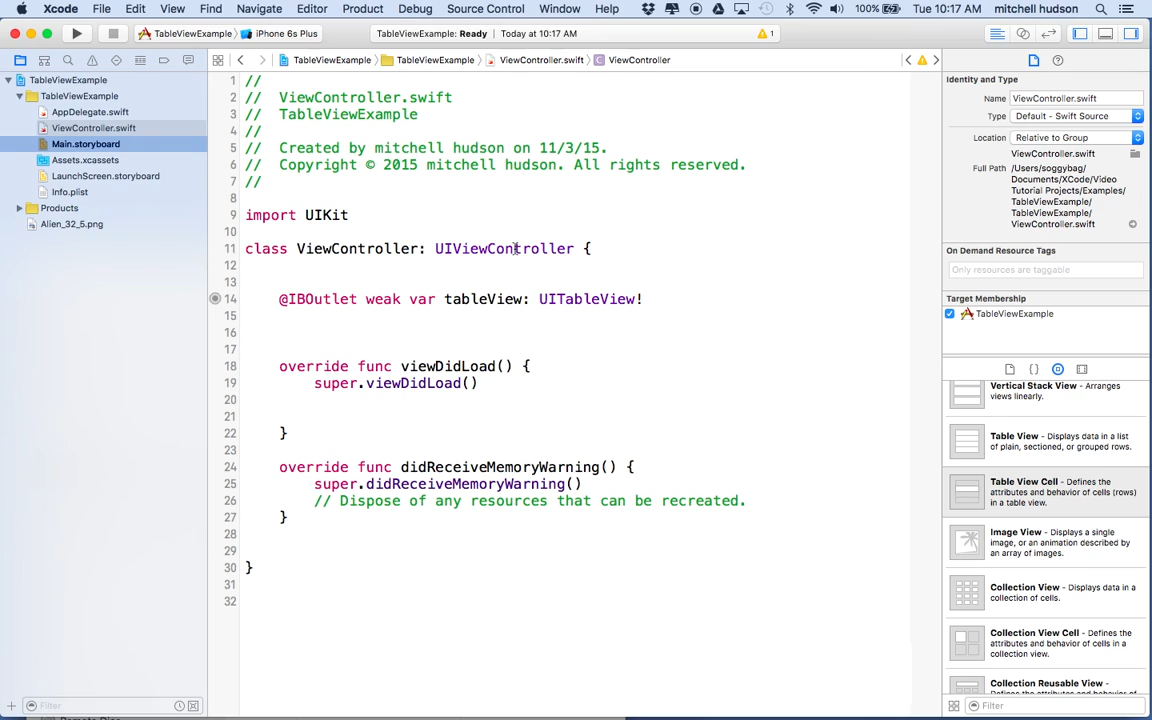 Xcode File Edit View Find Navigate Editor Product Debug Source Control Window Help 100% Tue 10:17 AM mitchell hudson
TableViewExample iPhone 6s Plus TableViewExample: Ready Today at 10:17 AM 1
TableViewExample TableViewExample ViewController.swift ViewController
TableViewExample
TableViewExample
AppDelegate.swift
ViewController.swift
Main.storyboard
Assets.xcassets
LaunchScreen.storyboard
Info.plist
Products
Alien_32_5.png
Filter
1 //
2 // ViewController.swift
3 // TableViewExample
4 //
5 // Created by mitchell hudson on 11/3/15.
6 // Copyright © 2015 mitchell hudson. All rights reserved.
7 //
8
9 import UIKit
10
11 class ViewController: UIViewController {
12
13
14 @IBOutlet weak var tableView: UITableView!
15
16
17
18 override func viewDidLoad() {
19 super.viewDidLoad()
20
21
22 }
23
24 override func didReceiveMemoryWarning() {
25 super.didReceiveMemoryWarning()
26 // Dispose of any resources that can be recreated.
27 }
28
29
30 }
31
32
Identity and Type
Name ViewController.swift
Type Default - Swift Source
Location Relative to Group
ViewController.swift
Full Path /Users/soggybag/
Documents/XCode/Video
Tutorial Projects/Examples/
TableViewExample/
TableViewExample/
ViewController.swift
On Demand Resource Tags
Only resources are taggable
Target Membership
TableViewExample
Vertical Stack View - Arranges
views linearly.
Table View - Displays data in a list
of plain, sectioned, or grouped rows.
Table View Cell - Defines the
attributes and behavior of cells (rows)
in a table view.
Image View - Displays a single
image, or an animation described by
an array of images.
Collection View - Displays data in a
collection of cells.
Collection View Cell - Defines the
attributes and behavior of cells in a
collection view.
Collection Reusable View -
Filter